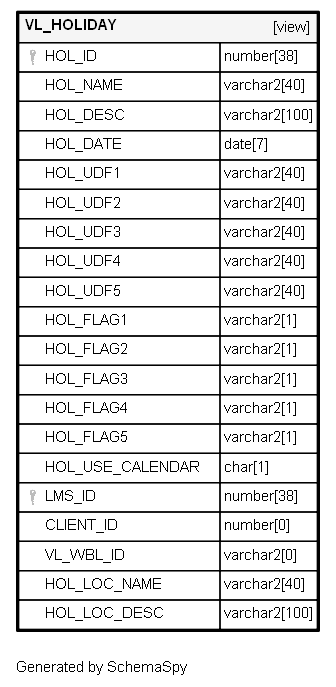 VL_HOLIDAY [view]
HOL_ID number[38]
HOL_NAME varchar2[40]
HOL_DESC varchar2[100]
HOL_DATE date[7]
HOL_UDF1 varchar2[40]
HOL_UDF2 varchar2[40]
HOL_UDF3 varchar2[40]
HOL_UDF4 varchar2[40]
HOL_UDF5 varchar2[40]
HOL_FLAG1 varchar2[1]
HOL_FLAG2 varchar2[1]
HOL_FLAG3 varchar2[1]
HOL_FLAG4 varchar2[1]
HOL_FLAG5 varchar2[1]
HOL_USE_CALENDAR char[1]
LMS_ID number[38]
CLIENT_ID number[0]
VL_WBL_ID varchar2[0]
HOL_LOC_NAME varchar2[40]
HOL_LOC_DESC varchar2[100]
Generated by SchemaSpy